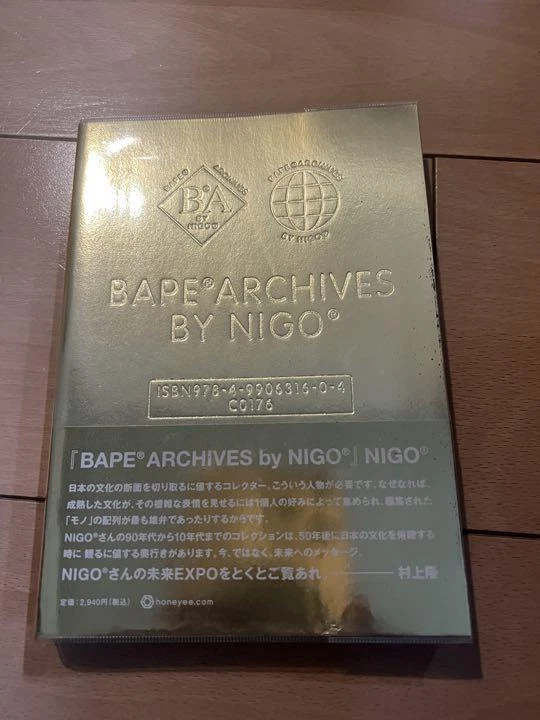 BAPE® ARCHIVES
B&A
BY
NIGO®
BAPE®ARCHIVES
BY NIGO®
BAPE® ARCHIVES
BY NIGO®
ISBN978-4-9906316-0-4
C0176
『BAPE® ARCHIVES by NIGO®』 NIGO®
日本の文化の断面を切り取るに値するコレクター、こういう人物が必要です。なぜなれば、
成熟した文化が、その複雑な表情を見せるには1個人の好みによって集められ、編集された
「モノ」の配列が最も雄弁であったりするからです。
NIGO®さんの90年代から10年代までのコレクションは、50年後に日本の文化を俯瞰する
時に 観るに値する奥行きがあります。今、ではなく、未来へのメッセージ。
NIGO®さんの未来EXPOをとくとご覧あれ。 ——— 村上隆
定価：2,940円(税込) honeyee.com